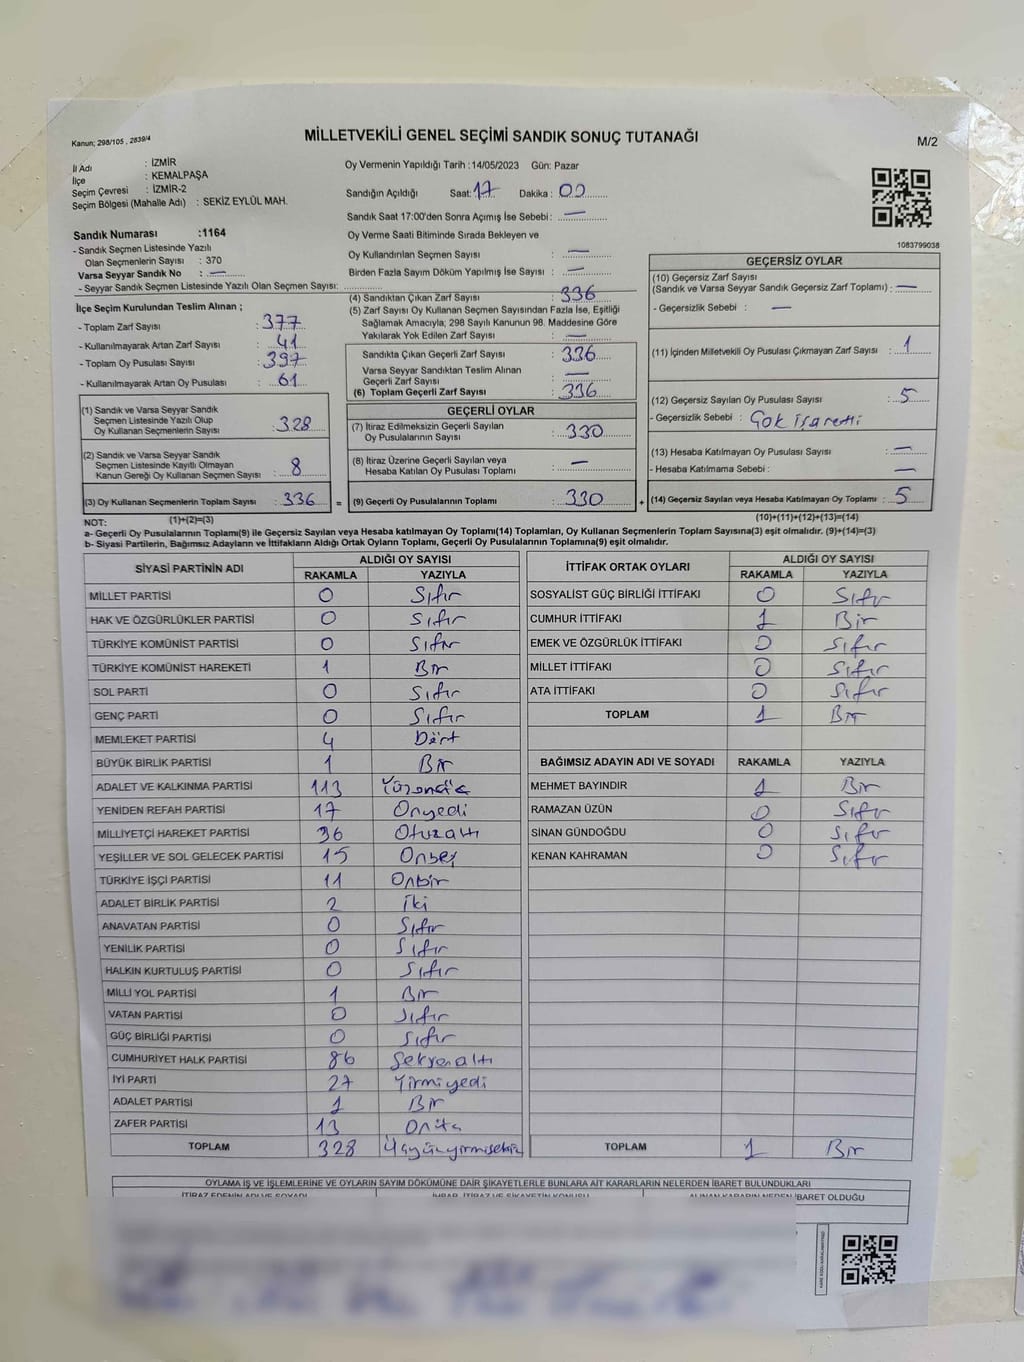 Kanun; 298/105 , 2839/4
MİLLETVEKİLİ GENEL SEÇİMİ SANDIK SONUÇ TUTANAĞI
M/2
İl Adı : İZMİR
İlçe : KEMALPAŞA
Seçim Çevresi : İZMİR-2
Seçim Bölgesi (Mahalle Adı) : SEKİZ EYLÜL MAH.
Oy Vermenin Yapıldığı Tarih :14/05/2023 Gün: Pazar
Sandığın Açıldığı Saat: 17 Dakika : 00
Sandık Saat 17:00'den Sonra Açımış İse Sebebi : —
Oy Verme Saati Bitiminde Sırada Bekleyen ve
Oy Kullandırılan Seçmen Sayısı : —
Birden Fazla Sayım Döküm Yapılmış İse Sayısı : —
1083799038
Sandık Numarası :1164
- Sandık Seçmen Listesinde Yazılı
Olan Seçmenlerin Sayısı : 370
Varsa Seyyar Sandık No : —
- Seyyar Sandık Seçmen Listesinde Yazılı Olan Seçmen Sayısı:
İlçe Seçim Kurulundan Teslim Alınan ;
- Toplam Zarf Sayısı : 377
- Kullanılmayarak Artan Zarf Sayısı : 41
- Toplam Oy Pusulası Sayısı : 397
- Kullanılmayarak Artan Oy Pusulası : 61
(1) Sandık ve Varsa Seyyar Sandık
Seçmen Listesinde Yazılı Olup
Oy Kullanan Seçmenlerin Sayısı : 328
(2) Sandık ve Varsa Seyyar Sandık
Seçmen Listesinde Kayıtlı Olmayan
Kanun Gereği Oy Kullanan Seçmen Sayısı : 8
(3) Oy Kullanan Seçmenlerin Toplam Sayısı : 336 =
(4) Sandıktan Çıkan Zarf Sayısı : 336
(5) Zarf Sayısı Oy Kullanan Seçmen Sayısından Fazla İse, Eşitliği
Sağlamak Amacıyla; 298 Sayılı Kanunun 98. Maddesine Göre
Yakılarak Yok Edilen Zarf Sayısı : —
Sandıkta Çıkan Geçerli Zarf Sayısı : 336
Varsa Seyyar Sandıktan Teslim Alınan
Geçerli Zarf Sayısı : —
(6) Toplam Geçerli Zarf Sayısı : 336
GEÇERLİ OYLAR
(7) İtiraz Edilmeksizin Geçerli Sayılan
Oy Pusulalarının Sayısı : 330
(8) İtiraz Üzerine Geçerli Sayılan veya
Hesaba Katılan Oy Pusulası Toplamı : —
(9) Geçerli Oy Pusulalarının Toplamı : 330 +
GEÇERSİZ OYLAR
(10) Geçersiz Zarf Sayısı
(Sandık ve Varsa Seyyar Sandık Geçersiz Zarf Toplamı) : —
- Geçersizlik Sebebi : —
(11) İçinden Milletvekili Oy Pusulası Çıkmayan Zarf Sayısı : 1
(12) Geçersiz Sayılan Oy Pusulası Sayısı : 5
- Geçersizlik Sebebi : Çok işaretli
(13) Hesaba Katılmayan Oy Pusulası Sayısı : —
- Hesaba Katılmama Sebebi : —
(14) Geçersiz Sayılan veya Hesaba Katılmayan Oy Toplamı : 5
NOT: (1)+(2)=(3) (10)+(11)+(12)+(13)=(14)
a- Geçerli Oy Pusulalarının Toplamı(9) ile Geçersiz Sayılan veya Hesaba katılmayan Oy Toplamı(14) Toplamları, Oy Kullanan Seçmenlerin Toplam Sayısına(3) eşit olmalıdır. (9)+(14)=(3)
b- Siyasi Partilerin, Bağımsız Adayların ve İttifakların Aldığı Ortak Oyların Toplamı, Geçerli Oy Pusulalarının Toplamına(9) eşit olmalıdır.
SİYASİ PARTİNİN ADI ALDIĞI OY SAYISI
RAKAMLA YAZIYLA
MİLLET PARTİSİ 0 Sıfır
HAK VE ÖZGÜRLÜKLER PARTİSİ 0 Sıfır
TÜRKİYE KOMÜNİST PARTİSİ 0 Sıfır
TÜRKİYE KOMÜNİST HAREKETİ 1 Bir
SOL PARTİ 0 Sıfır
GENÇ PARTİ 0 Sıfır
MEMLEKET PARTİSİ 4 Dört
BÜYÜK BİRLİK PARTİSİ 1 Bir
ADALET VE KALKINMA PARTİSİ 113
YENİDEN REFAH PARTİSİ 17 Onyedi
MİLLİYETÇİ HAREKET PARTİSİ 36 Otuzaltı
YEŞİLLER VE SOL GELECEK PARTİSİ 15 Onbeş
TÜRKİYE İŞÇİ PARTİSİ 11 Onbir
ADALET BİRLİK PARTİSİ 2 İki
ANAVATAN PARTİSİ 0 Sıfır
YENİLİK PARTİSİ 0 Sıfır
HALKIN KURTULUŞ PARTİSİ 0 Sıfır
MİLLİ YOL PARTİSİ 1 Bir
VATAN PARTİSİ 0 Sıfır
GÜÇ BİRLİĞİ PARTİSİ 0 Sıfır
CUMHURİYET HALK PARTİSİ 86 Seksenaltı
İYİ PARTİ 27 Yirmiyedi
ADALET PARTİSİ 1 Bir
ZAFER PARTİSİ 13
TOPLAM 328 Üçyüzyirmisekiz
İTTİFAK ORTAK OYLARI ALDIĞI OY SAYISI
RAKAMLA YAZIYLA
SOSYALIST GÜÇ BİRLİĞİ İTTİFAKI 0 Sıfır
CUMHUR İTTİFAKI 1 Bir
EMEK VE ÖZGÜRLÜK İTTİFAKI 0 Sıfır
MİLLET İTTİFAKI 0 Sıfır
ATA İTTİFAKI 0 Sıfır
TOPLAM 1 Bir
BAĞIMSIZ ADAYIN ADI VE SOYADI RAKAMLA YAZIYLA
MEHMET BAYINDIR 1 Bir
RAMAZAN ÜZÜN 0 Sıfır
SİNAN GÜNDOĞDU 0 Sıfır
KENAN KAHRAMAN 0 Sıfır
TOPLAM 1 Bir
OYLAMA İŞ VE İŞLEMLERİNE VE OYLARIN SAYIM DÖKÜMÜNE DAİR ŞİKAYETLERLE BUNLARA AİT KARARLARIN NELERDEN İBARET BULUNDUKLARI
İTİRAZ EDENİN ADI VE SOYADI İHBAR, İTİRAZ VE ŞİKAYETİN KONUSU ALINAN KARARIN NEDEN İBARET OLDUĞU